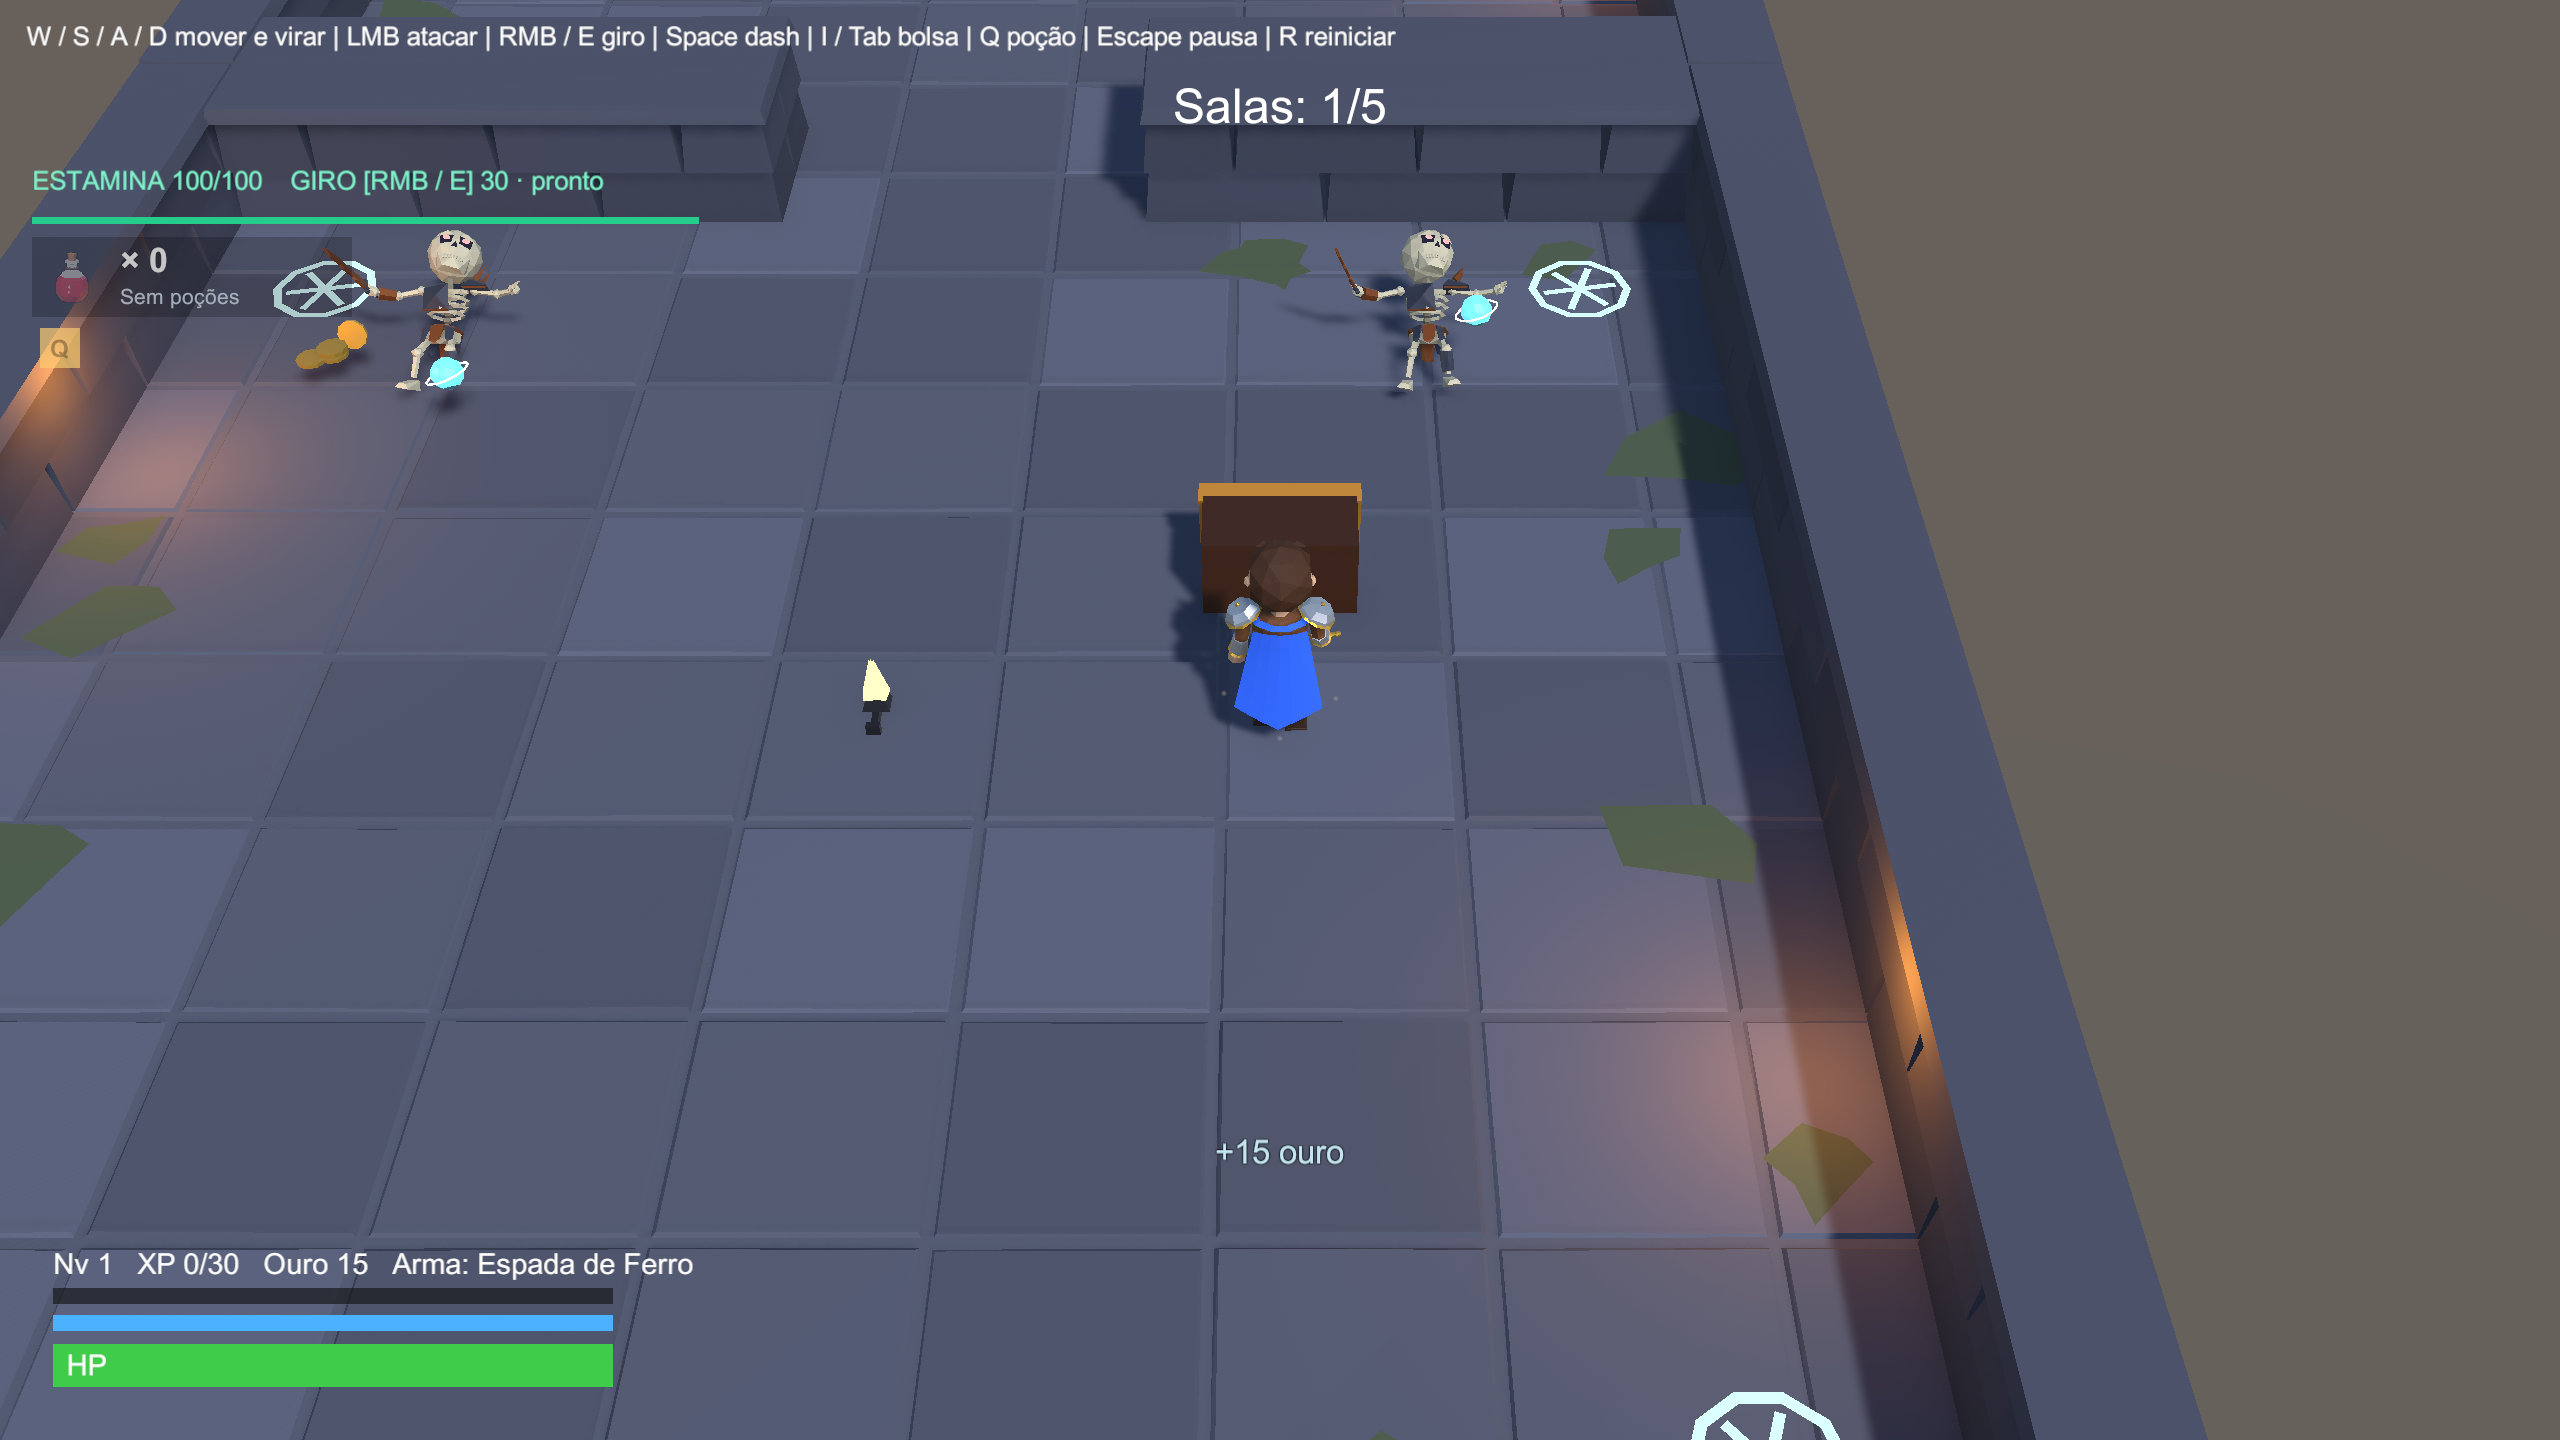 W / S / A / D mover e virar | LMB atacar | RMB / E giro | Space dash | I / Tab bolsa | Q poção | Escape pausa | R reiniciar
Salas: 1/5
ESTAMINA 100/100 GIRO [RMB / E] 30 · pronto
× 0
Sem poções
Q
+15 ouro
Nv 1 XP 0/30 Ouro 15 Arma: Espada de Ferro
HP